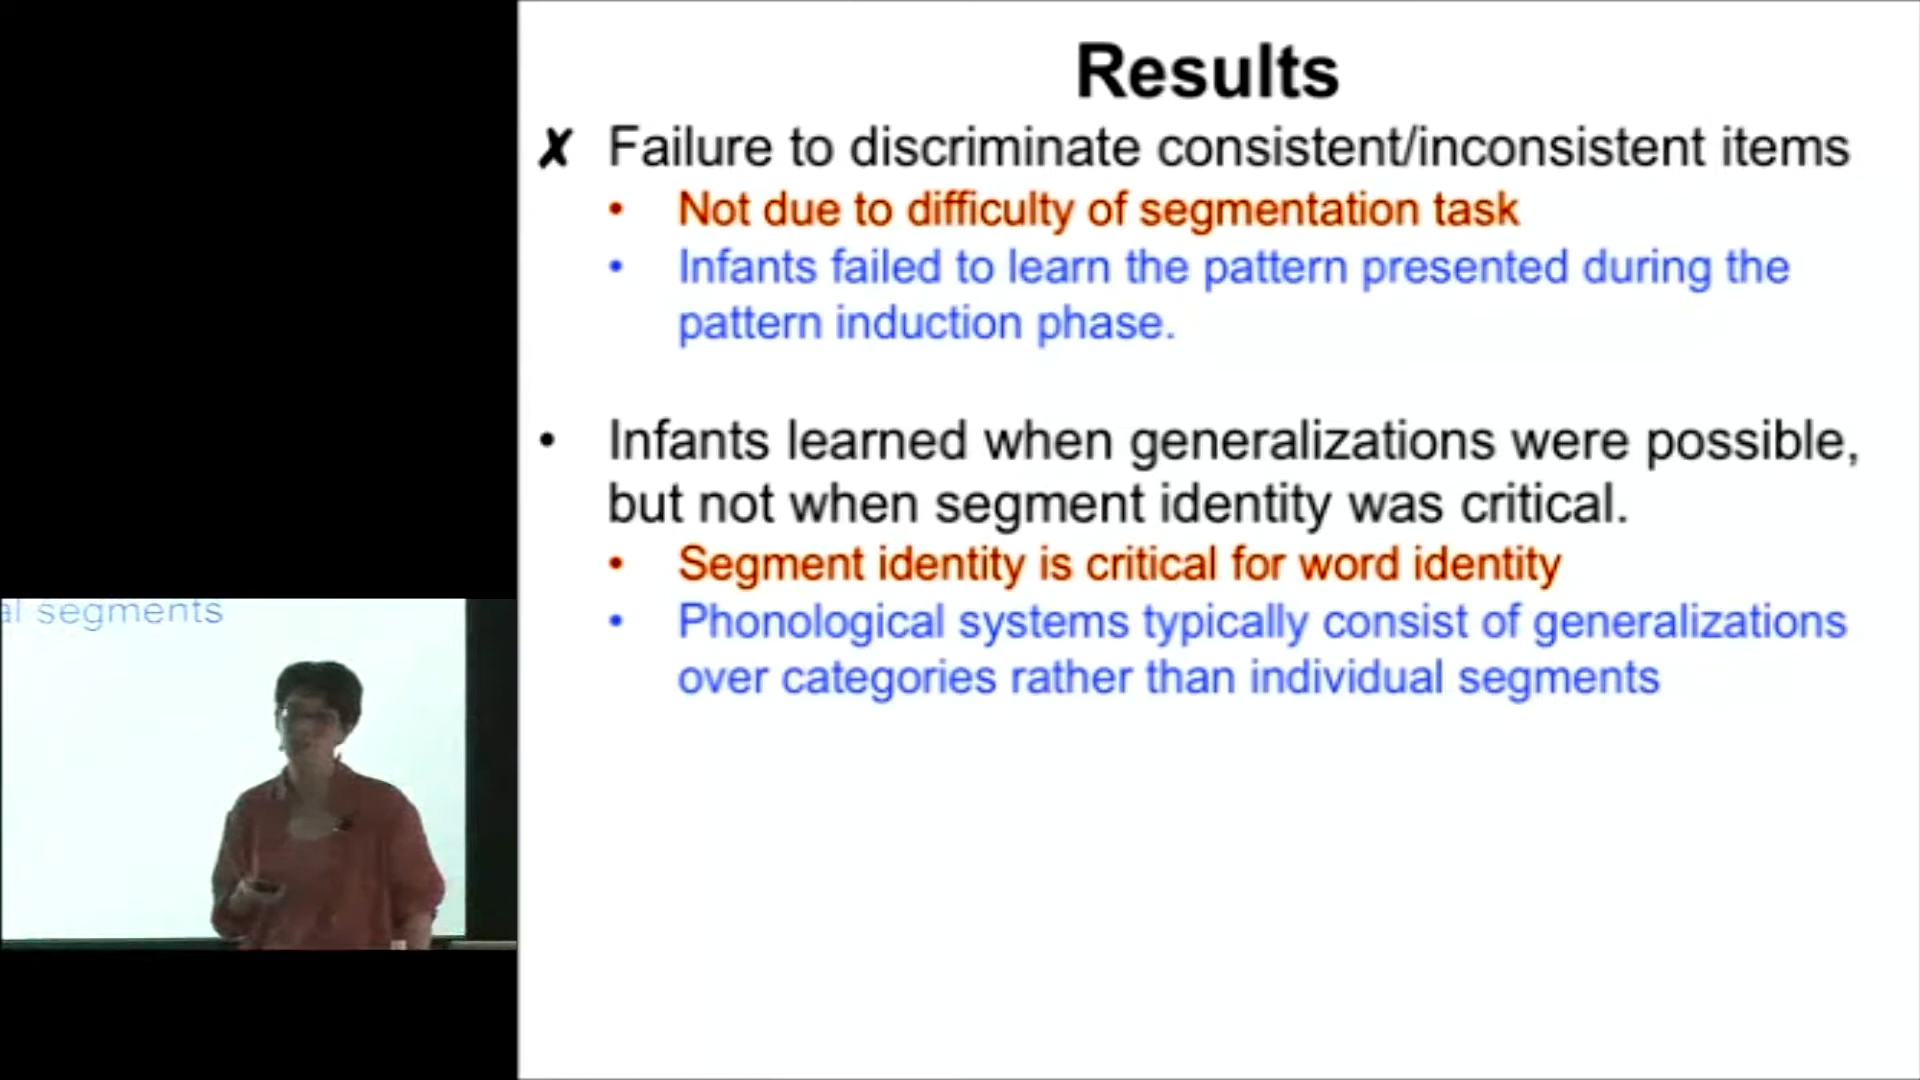 Results
✗ Failure to discriminate consistent/inconsistent items
• Not due to difficulty of segmentation task
• Infants failed to learn the pattern presented during the
pattern induction phase.
• Infants learned when generalizations were possible,
but not when segment identity was critical.
• Segment identity is critical for word identity
• Phonological systems typically consist of generalizations
over categories rather than individual segments
al segments